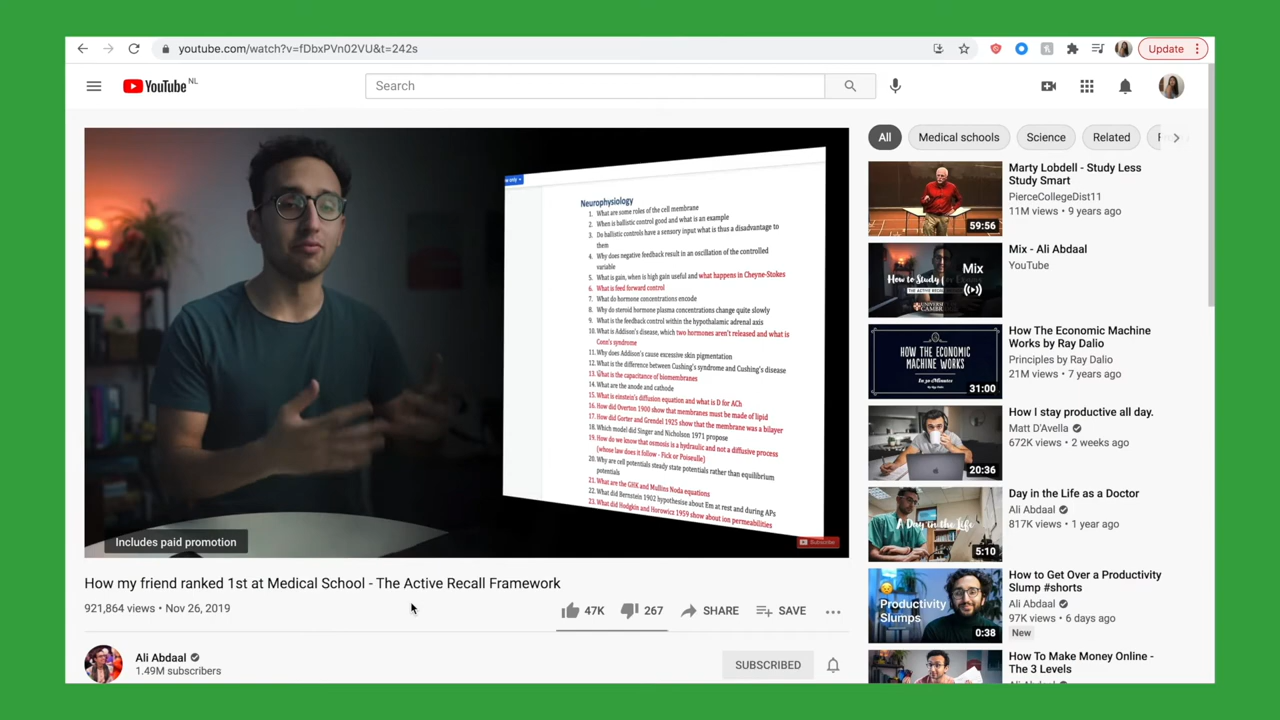 youtube.com/watch?v=fDbxPVn02VU&t=242s
Update
YouTube NL
Search
Neurophysiology
1. What are some roles of the cell membrane
2. When is ballistic control good and what is an example
3. Do ballistic controls have a sensory input what is thus a disadvantage to
them
4. Why does negative feedback result in an oscillation of the controlled
variable
5. What is gain, when is high gain useful and what happens in Cheyne-Stokes
6. What is feed forward control
7. What do hormone concentrations encode
8. Why do steroid hormone plasma concentrations change quite slowly
9. What is the feedback control within the hypothalamic adrenal axis
10. What is Addison's disease, which two hormones aren't released and what is
Conn's syndrome
11. Why does Addison's cause excessive skin pigmentation
12. What is the difference between Cushing's syndrome and Cushing's disease
13. What is the capacitance of biomembranes
14. What are the anode and cathode
15. What is einstein's diffusion equation and what is D for ACh
16. How did Overton 1900 show that membranes must be made of lipid
17. How did Gorter and Grendel 1925 show that the membrane was a bilayer
18. Which model did Singer and Nicholson 1971 propose
19. How do we know that osmosis is a hydraulic and not a diffusive process
(whose law does it follow - Fick or Poiseulle)
20. Why are cell potentials steady state potentials rather than equilibrium
potentials
21. What are the GHK and Mullins Noda equations
22. What did Bernstein 1902 hypothesise about Em at rest and during APs
23. What did Hodgkin and Horowicz 1959 show about ion permeabilities
Subscribe
Includes paid promotion
How my friend ranked 1st at Medical School - The Active Recall Framework
921,864 views • Nov 26, 2019
47K
267
SHARE
SAVE
Ali Abdaal
1.49M subscribers
SUBSCRIBED
All
Medical schools
Science
Related
59:56
Marty Lobdell - Study Less
Study Smart
PierceCollegeDist11
11M views • 9 years ago
How to Study for Exams
THE ACTIVE RECALL
Mix
Mix - Ali Abdaal
YouTube
HOW THE ECONOMIC
MACHINE WORKS
In 30 Minutes
31:00
How The Economic Machine
Works by Ray Dalio
Principles by Ray Dalio
21M views • 7 years ago
20:36
How I stay productive all day.
Matt D'Avella
672K views • 2 weeks ago
A Day in the Life
5:10
Day in the Life as a Doctor
Ali Abdaal
817K views • 1 year ago
Productivity
Slumps
0:38
How to Get Over a Productivity
Slump #shorts
Ali Abdaal
97K views • 6 days ago
New
How To Make Money Online -
The 3 Levels